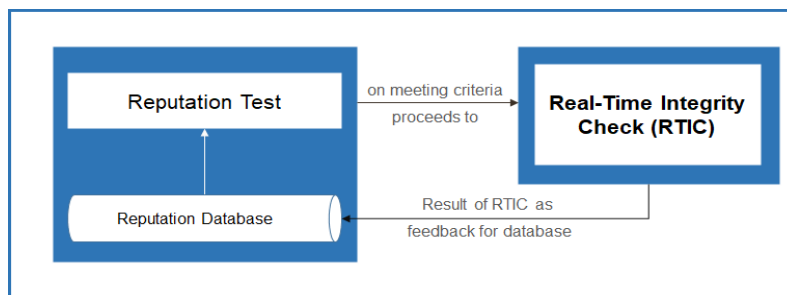 Reputation Test
on meeting criteria
proceeds to
Real-Time Integrity
Check (RTIC)
Reputation Database
Result of RTIC as
feedback for database